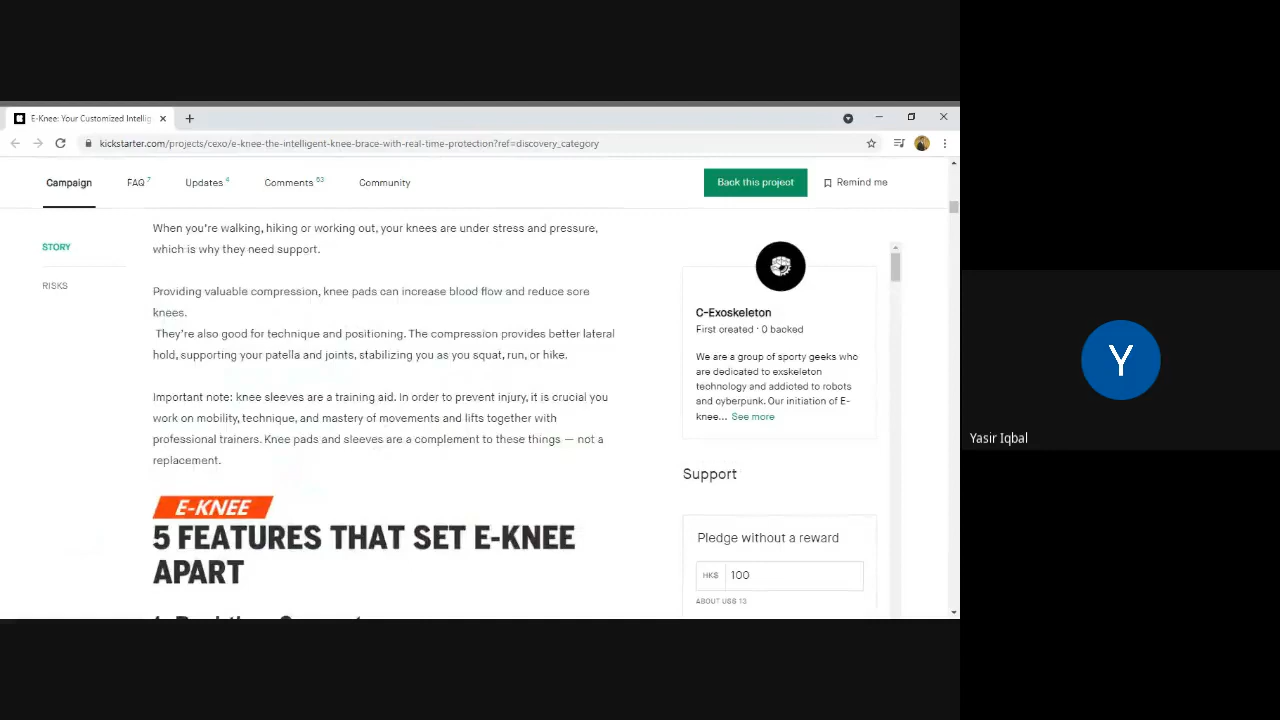 E-Knee: Your Customized Intellig
kickstarter.com/projects/cexo/e-knee-the-intelligent-knee-brace-with-real-time-protection?ref=discovery_category
Campaign
FAQ 7
Updates 4
Comments 63
Community
Back this project
Remind me
STORY
RISKS
When you're walking, hiking or working out, your knees are under stress and pressure,
which is why they need support.
Providing valuable compression, knee pads can increase blood flow and reduce sore
knees.
They're also good for technique and positioning. The compression provides better lateral
hold, supporting your patella and joints, stabilizing you as you squat, run, or hike.
Important note: knee sleeves are a training aid. In order to prevent injury, it is crucial you
work on mobility, technique, and mastery of movements and lifts together with
professional trainers. Knee pads and sleeves are a complement to these things — not a
replacement.
E-KNEE
5 FEATURES THAT SET E-KNEE
APART
C-Exoskeleton
First created · 0 backed
We are a group of sporty geeks who
are dedicated to exskeleton
technology and addicted to robots
and cyberpunk. Our initiation of E-
knee... See more
Support
Pledge without a reward
HK$ 100
ABOUT US$ 13
Y
Yasir Iqbal